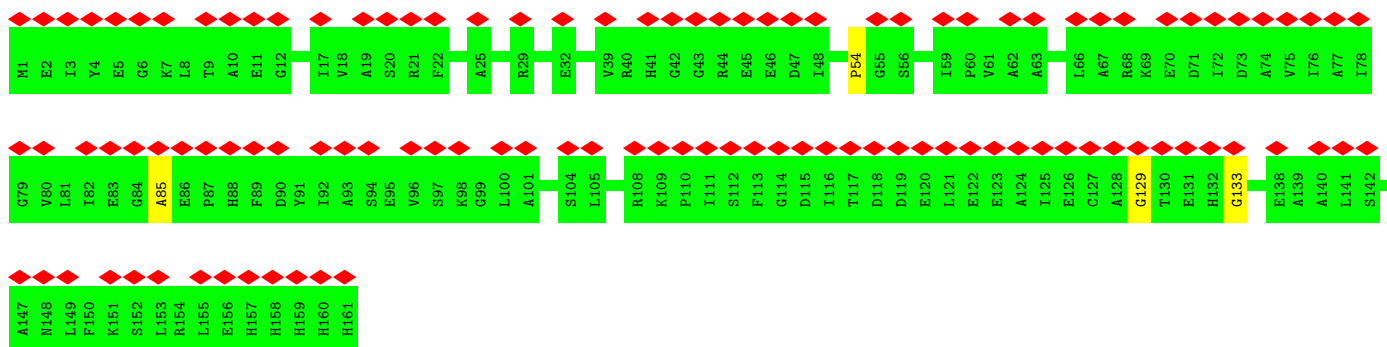 M1 E2 I3 Y4 E5 G6 K7 L8 T9 A10 E11 G12 I17 V18 A19 S20 R21 F22 A25 R29 E32 V39 R40 H41 G42 G43 R44 E45 E46 D47 I48 P54 G55 S56 I59 P60 V61 A62 A63 L66 A67 R68 K69 E70 D71 I72 D73 A74 V75 I76 A77 I78
G79 V80 L81 I82 E83 G84 A85 E86 P87 H88 F89 D90 Y91 I92 A93 S94 E95 V96 S97 K98 G99 L100 A101 S104 L105 R108 K109 P110 I111 S112 F113 G114 D115 I116 T117 D118 D119 E120 L121 E122 E123 A124 I125 E126 C127 A128 G129 T130 E131 H132 G133 E138 A139 A140 L141 S142
A147 N148 L149 F150 K151 S152 L153 R154 L155 E156 H157 H158 H159 H160 H161